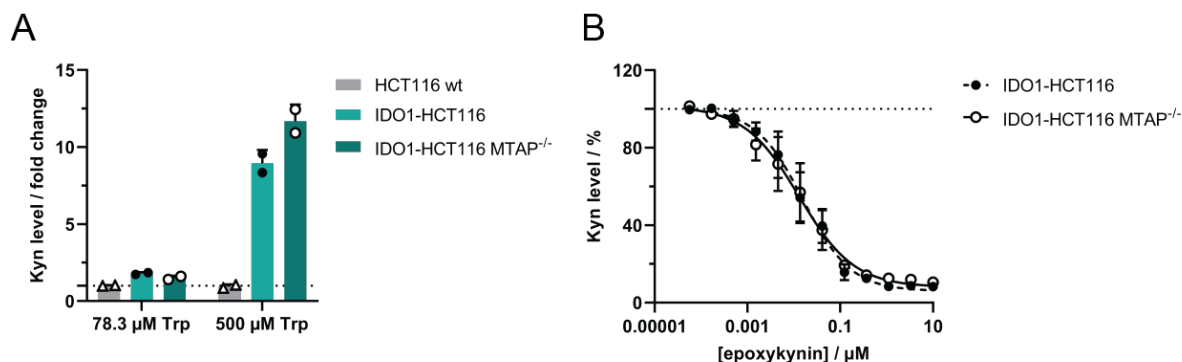 A
Kyn level / fold change
15
10
5
0
78.3 µM Trp
500 µM Trp
HCT116 wt
IDO1-HCT116
IDO1-HCT116 MTAP⁻/⁻
B
Kyn level / %
120
80
40
0
0.00001
0.001
0.1
10
[epoxykynin] / µM
IDO1-HCT116
IDO1-HCT116 MTAP⁻/⁻